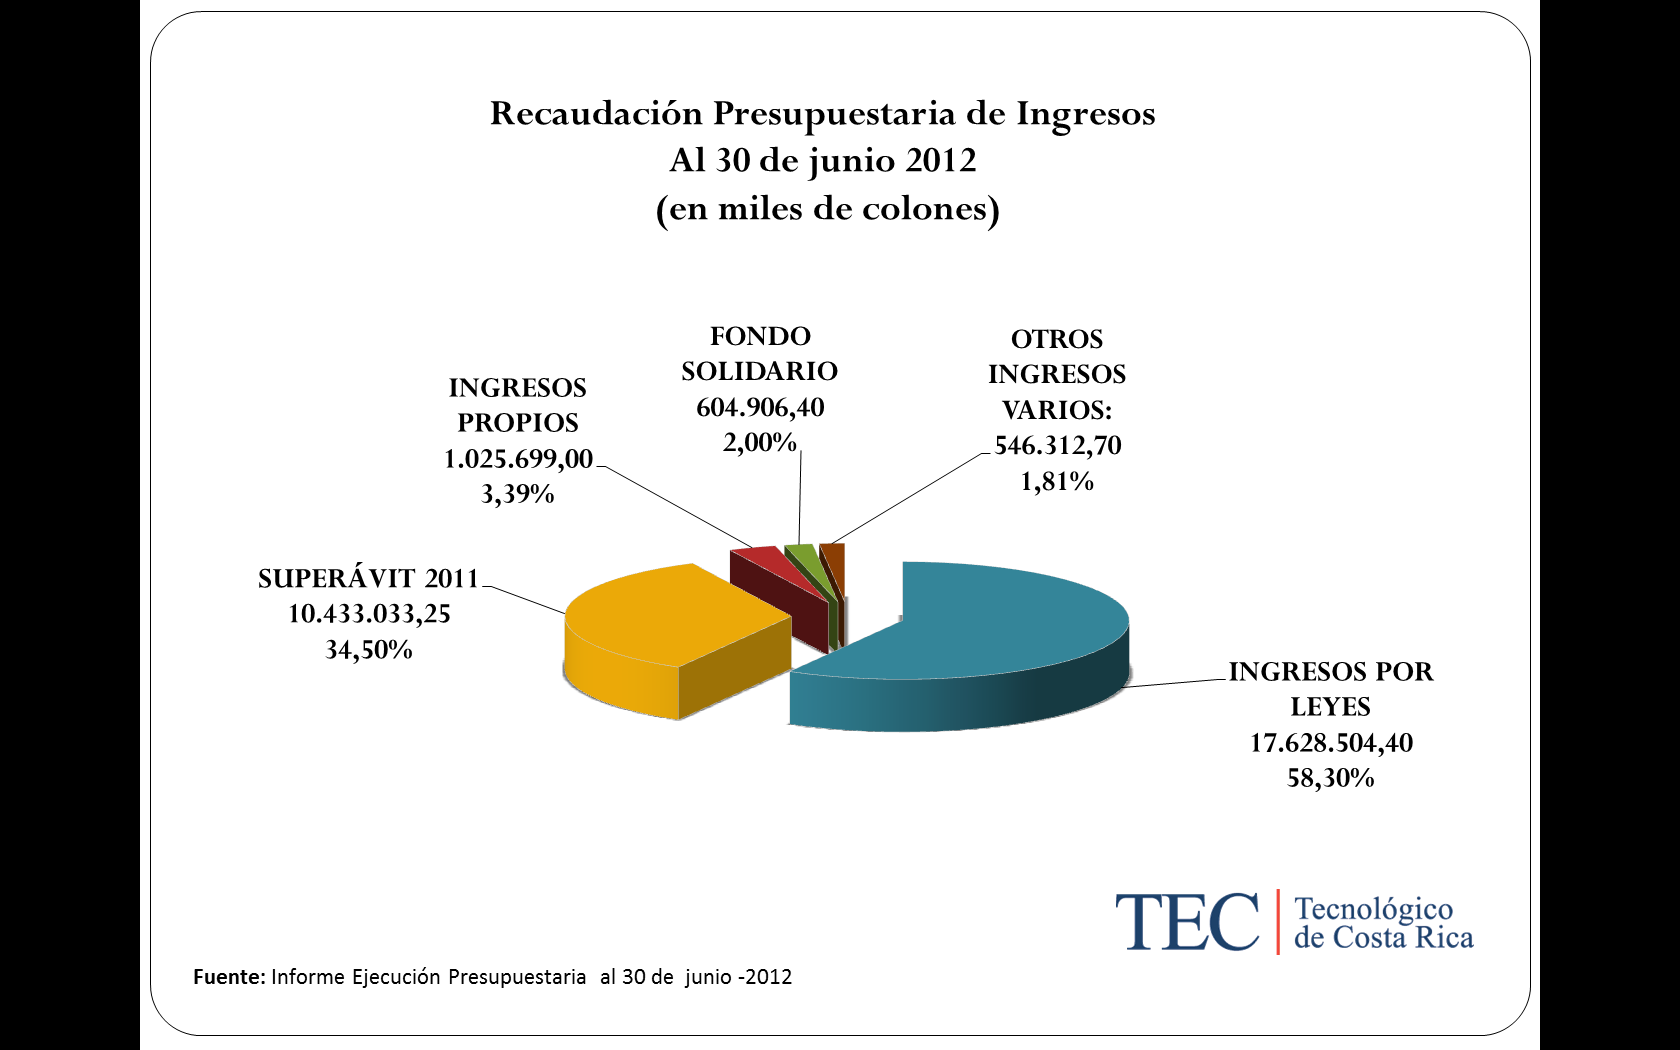 Recaudación Presupuestaria de Ingresos
Al 30 de junio 2012
(en miles de colones)
FONDO
SOLIDARIO
604.906,40
2,00%
OTROS
INGRESOS
VARIOS:
546.312,70
1,81%
INGRESOS
PROPIOS
1.025.699,00
3,39%
SUPERÁVIT 2011
10.433.033,25
34,50%
INGRESOS POR
LEYES
17.628.504,40
58,30%
TEC
Tecnológico
de Costa Rica
Fuente: Informe Ejecución Presupuestaria al 30 de junio -2012